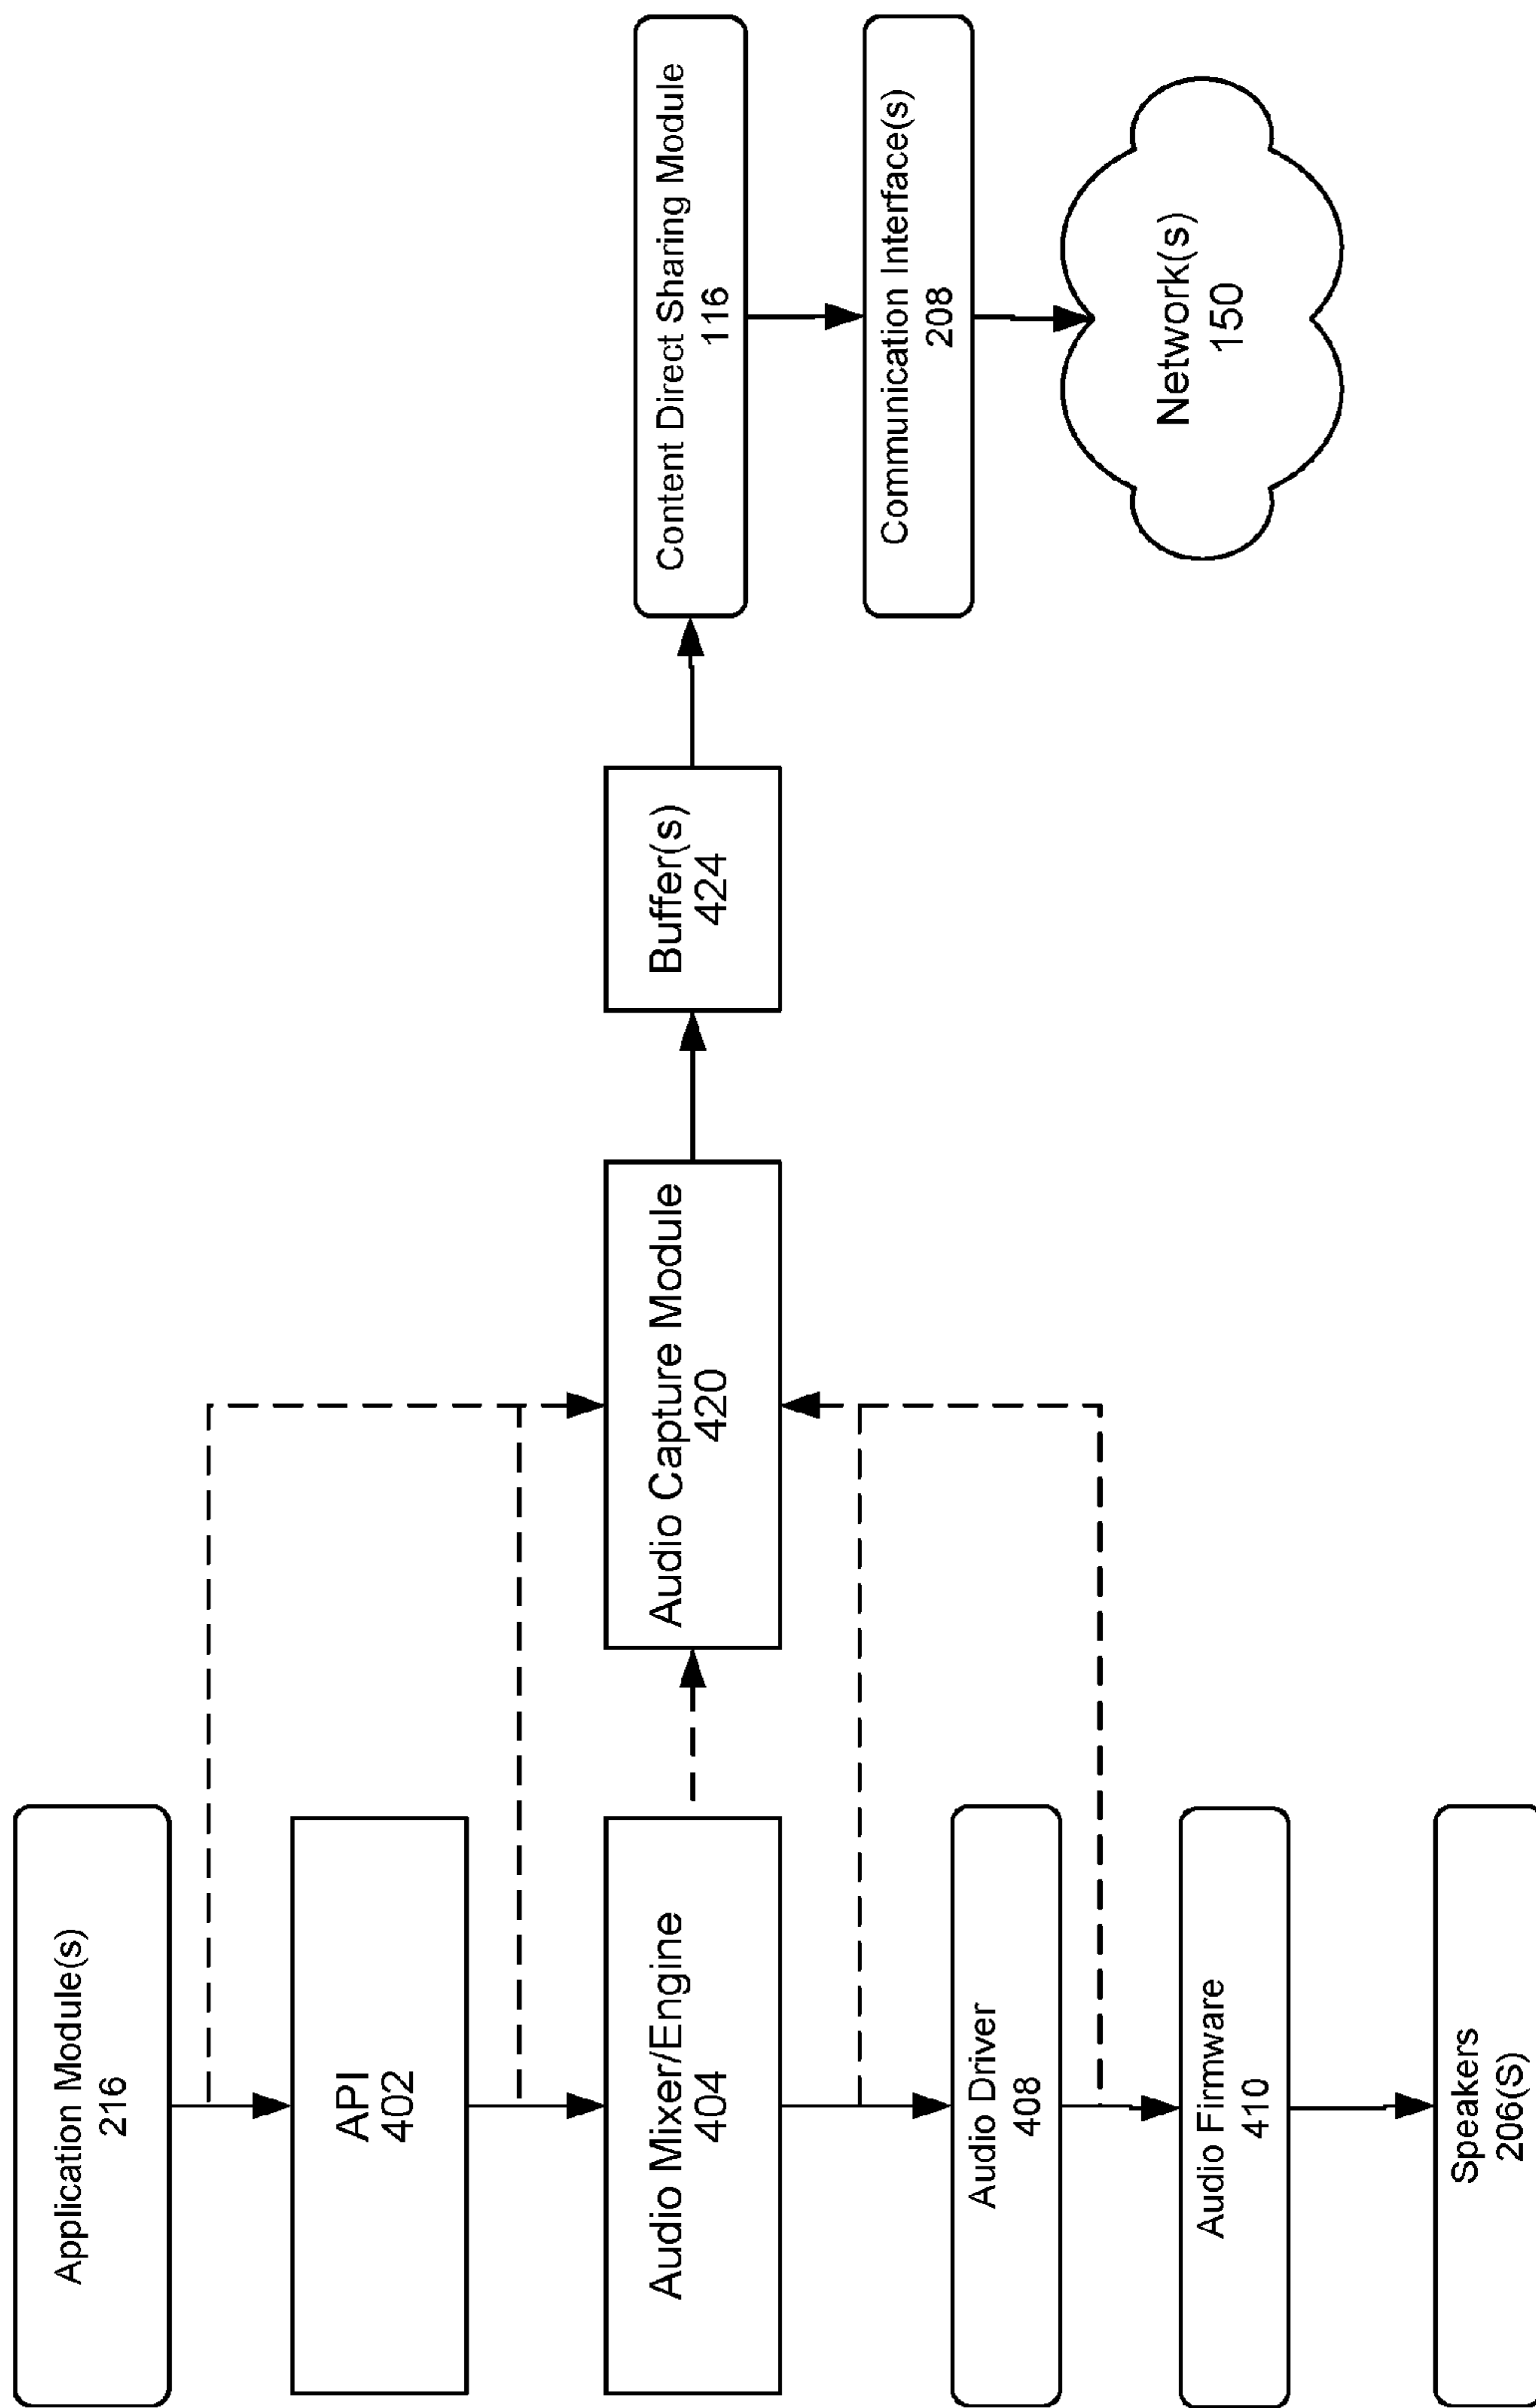 Application Module(s)
216
API
402
Audio Mixer/Engine
404
Audio Driver
408
Audio Firmware
410
Speakers
206(S)
Audio Capture Module
420
Buffer(s)
424
Content Direct Sharing Module
116
Communication Interface(s)
208
Network(s)
150